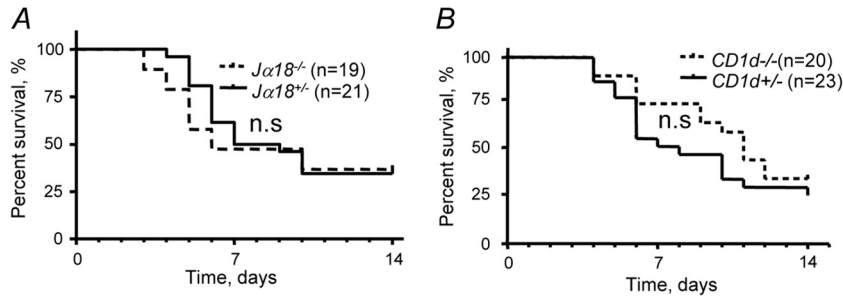 A
Percent survival, %
100
75
50
25
0
Jα18-/- (n=19)
Jα18+/- (n=21)
n.s
0
7
14
Time, days
B
Percent survival, %
100
75
50
25
0
CD1d-/-(n=20)
CD1d+/- (n=23)
n.s
0
7
14
Time, days